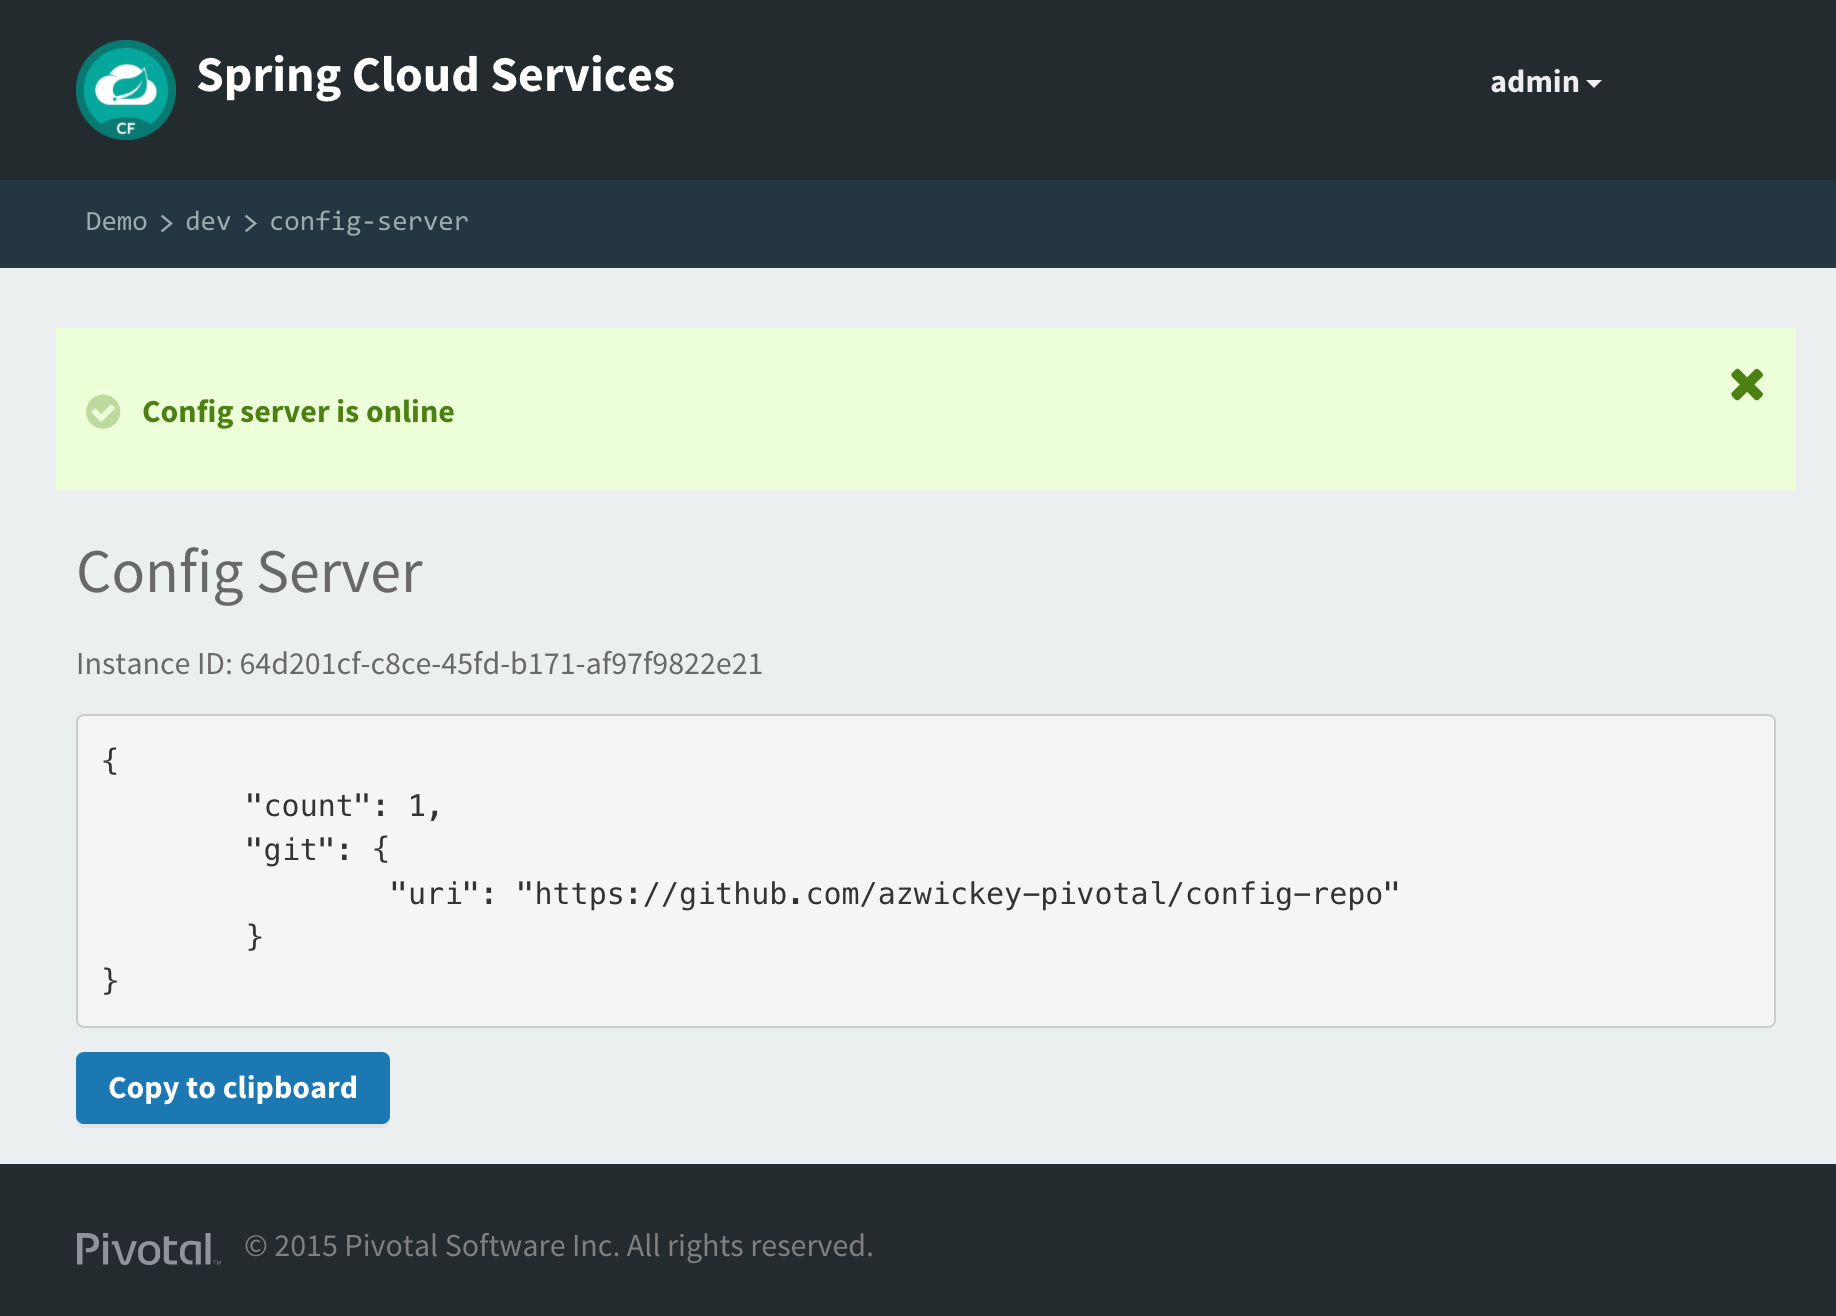 CF
Spring Cloud Services
admin
Demo > dev > config-server
Config server is online
Config Server
Instance ID: 64d201cf-c8ce-45fd-b171-af97f9822e21
{
"count": 1,
"git": {
"uri": "https://github.com/azwickey-pivotal/config-repo"
}
}
Copy to clipboard
Pivotal™ © 2015 Pivotal Software Inc. All rights reserved.